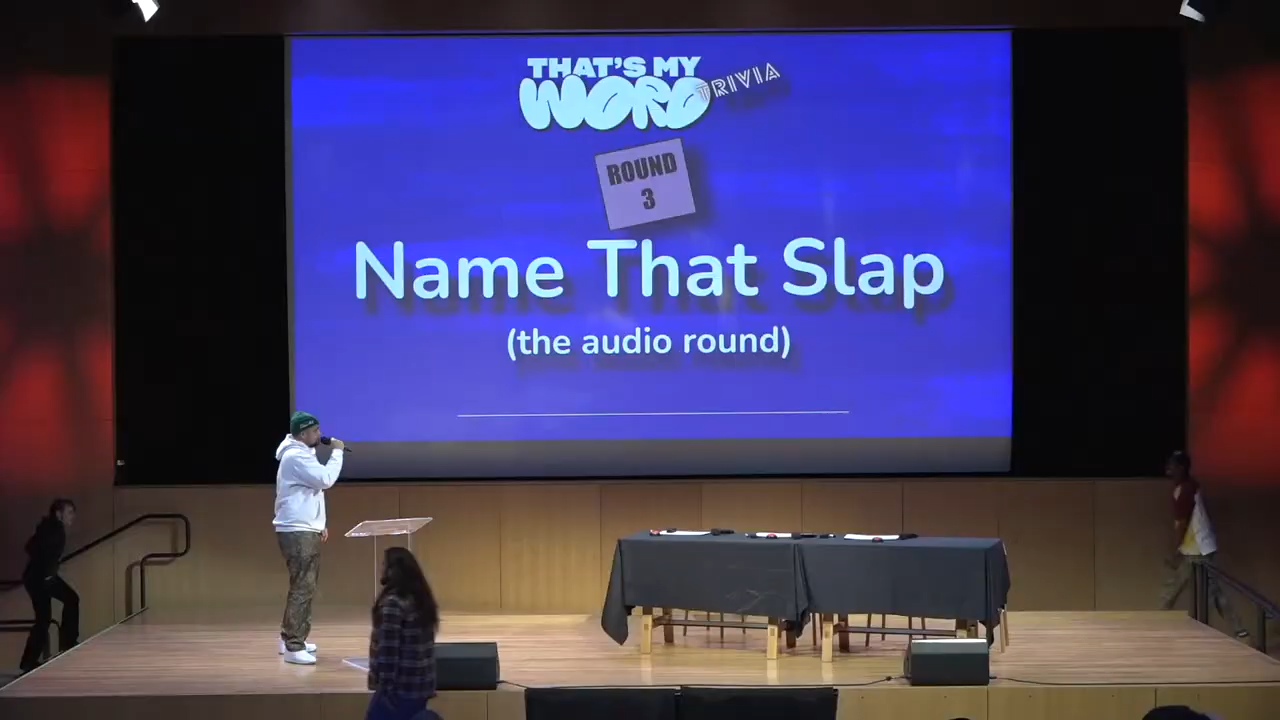 THAT'S MY
WORD
TRIVIA
ROUND
3
Name That Slap
(the audio round)